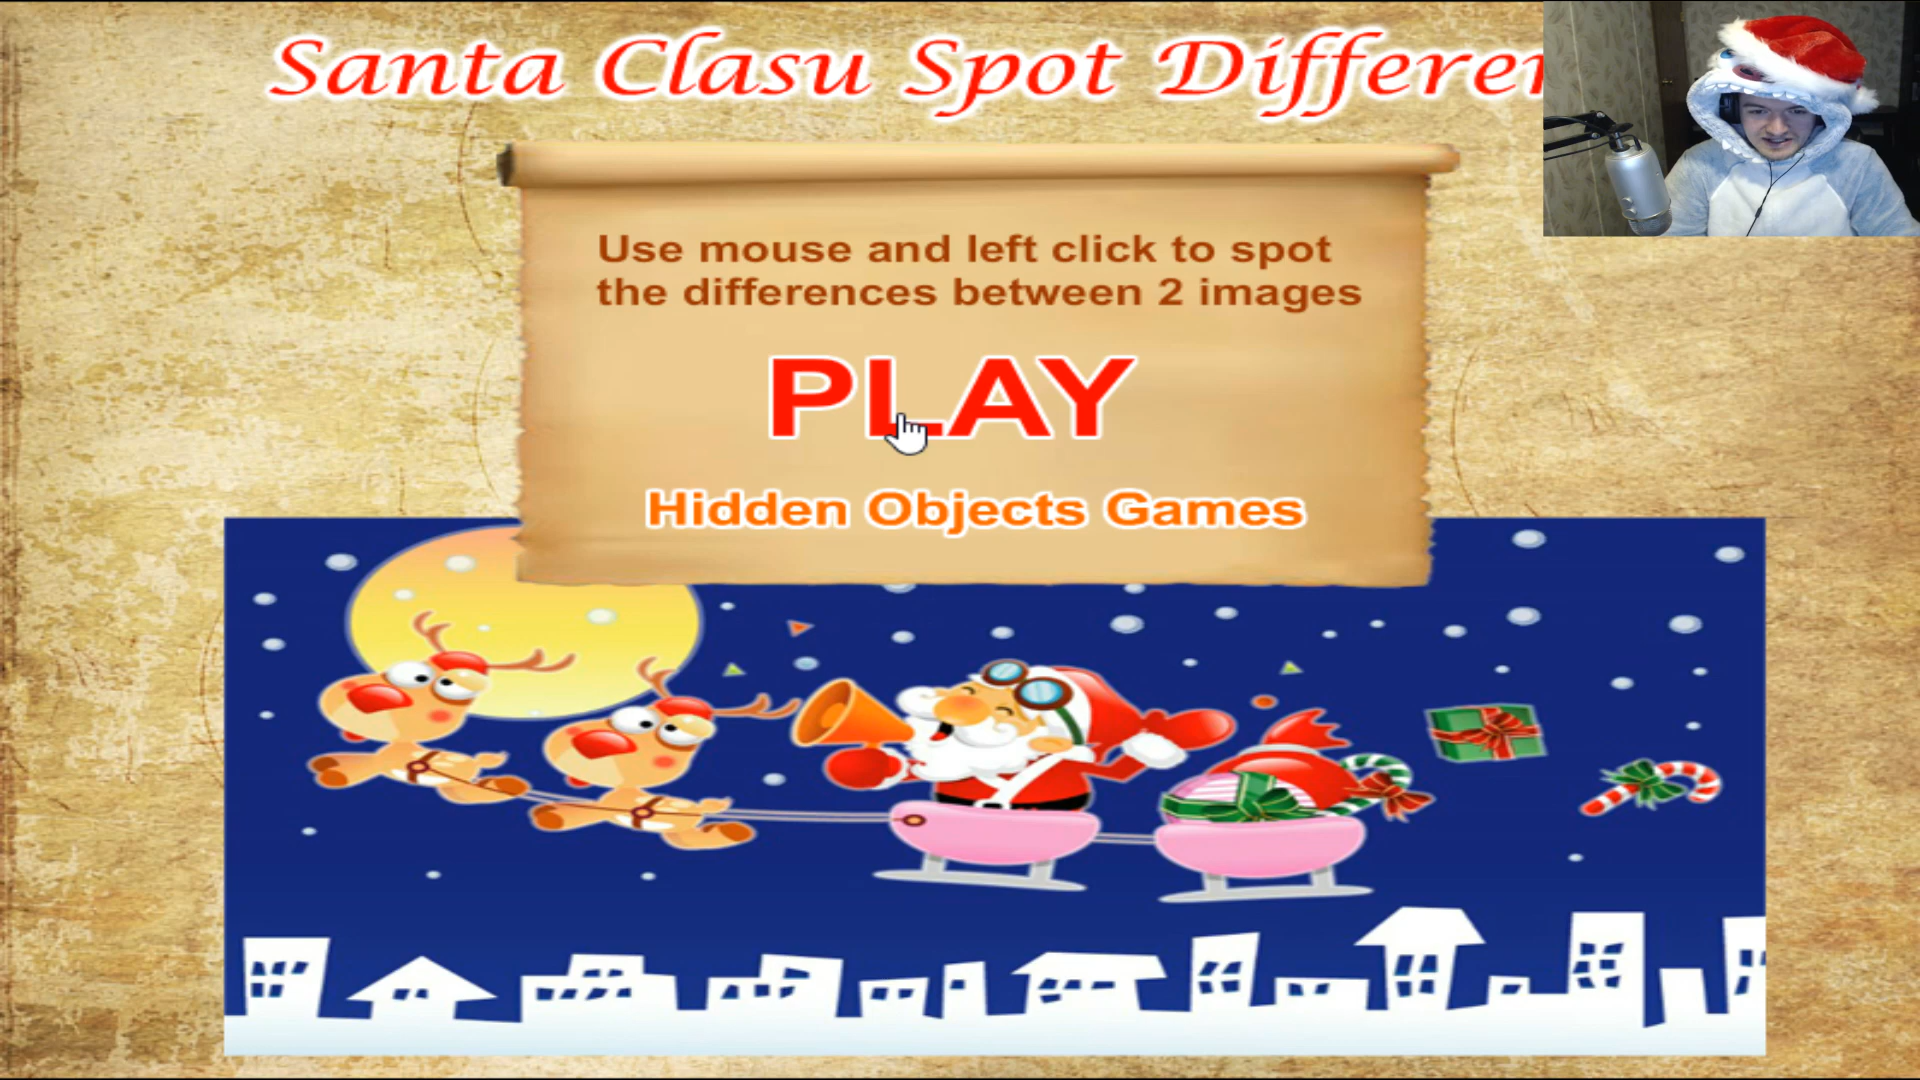 Santa Clasu Spot Differen
Use mouse and left click to spot
the differences between 2 images
PLAY
Hidden Objects Games